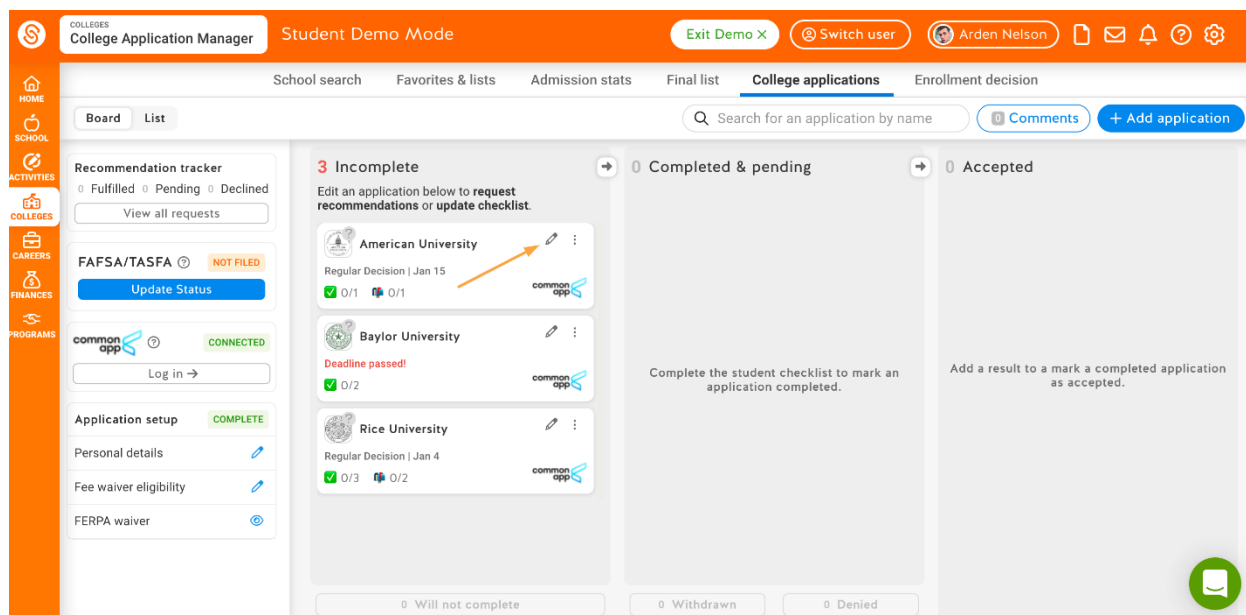 COLLEGES
College Application Manager
Student Demo Mode
Exit Demo ×
Switch user
Arden Nelson
HOME
SCHOOL
ACTIVITIES
COLLEGES
CAREERS
FINANCES
PROGRAMS
School search
Favorites & lists
Admission stats
Final list
College applications
Enrollment decision
Board
List
Search for an application by name
0 Comments
+ Add application
Recommendation tracker
0 Fulfilled 0 Pending 0 Declined
View all requests
FAFSA/TASFA ?
NOT FILED
Update Status
common app
?
CONNECTED
Log in →
Application setup
COMPLETE
Personal details
Fee waiver eligibility
FERPA waiver
3 Incomplete
Edit an application below to request
recommendations or update checklist.
?
American University
Regular Decision | Jan 15
0/1 0/1
common
app
?
Baylor University
Deadline passed!
0/2
common
app
?
Rice University
Regular Decision | Jan 4
0/3 0/2
common
app
0 Will not complete
0 Completed & pending
Complete the student checklist to mark an
application completed.
0 Withdrawn
0 Denied
0 Accepted
Add a result to a mark a completed application
as accepted.